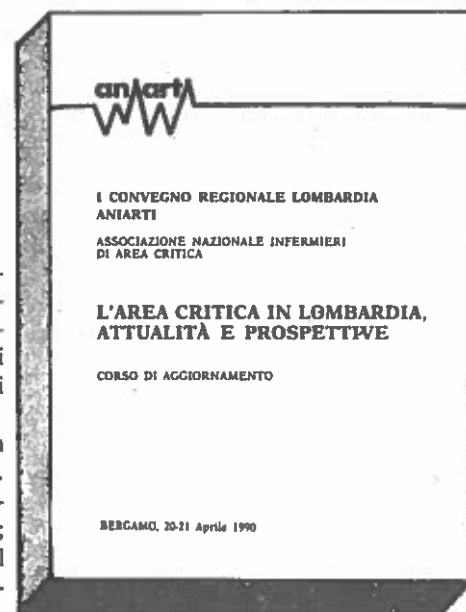 aniarti
I CONVEGNO REGIONALE LOMBARDIA
ANIARTI
ASSOCIAZIONE NAZIONALE INFERMIERI
DI AREA CRITICA
L'AREA CRITICA IN LOMBARDIA,
ATTUALITÀ E PROSPETTIVE
CORSO DI AGGIORNAMENTO
BERGAMO, 20-21 Aprile 1990